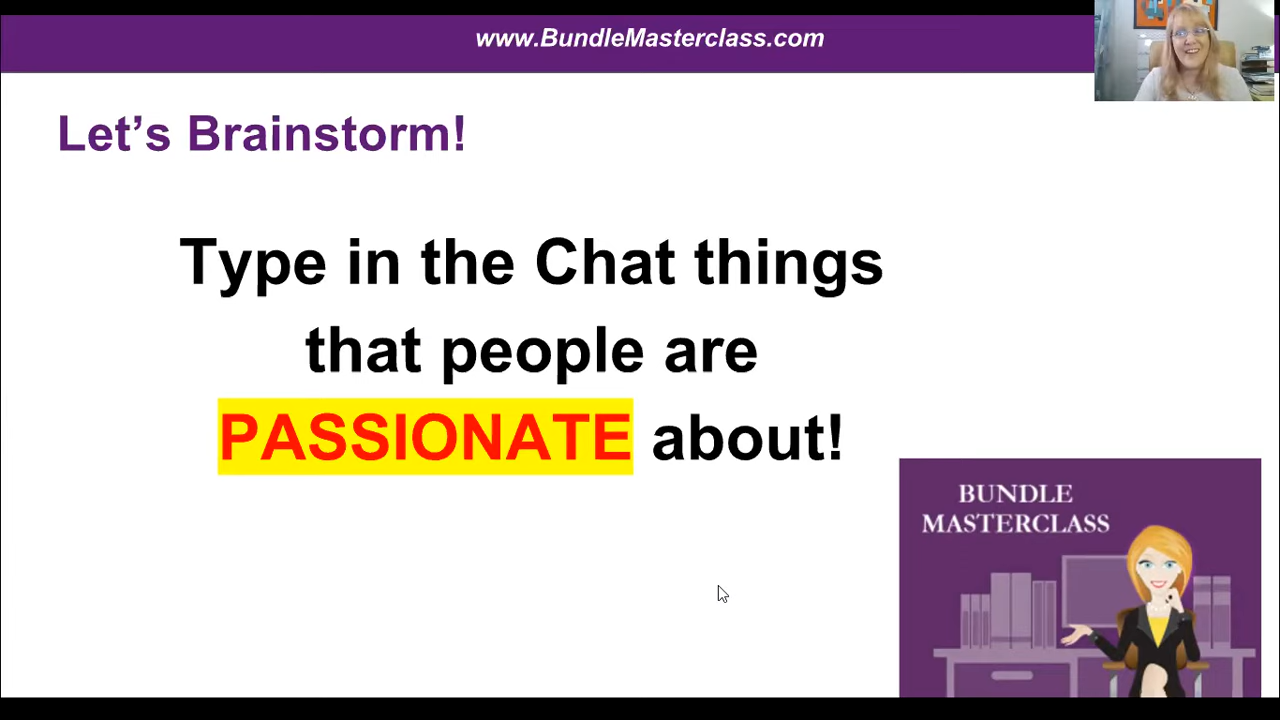 www.BundleMasterclass.com
Let’s Brainstorm!
Type in the Chat things
that people are
PASSIONATE about!
BUNDLE
MASTERCLASS